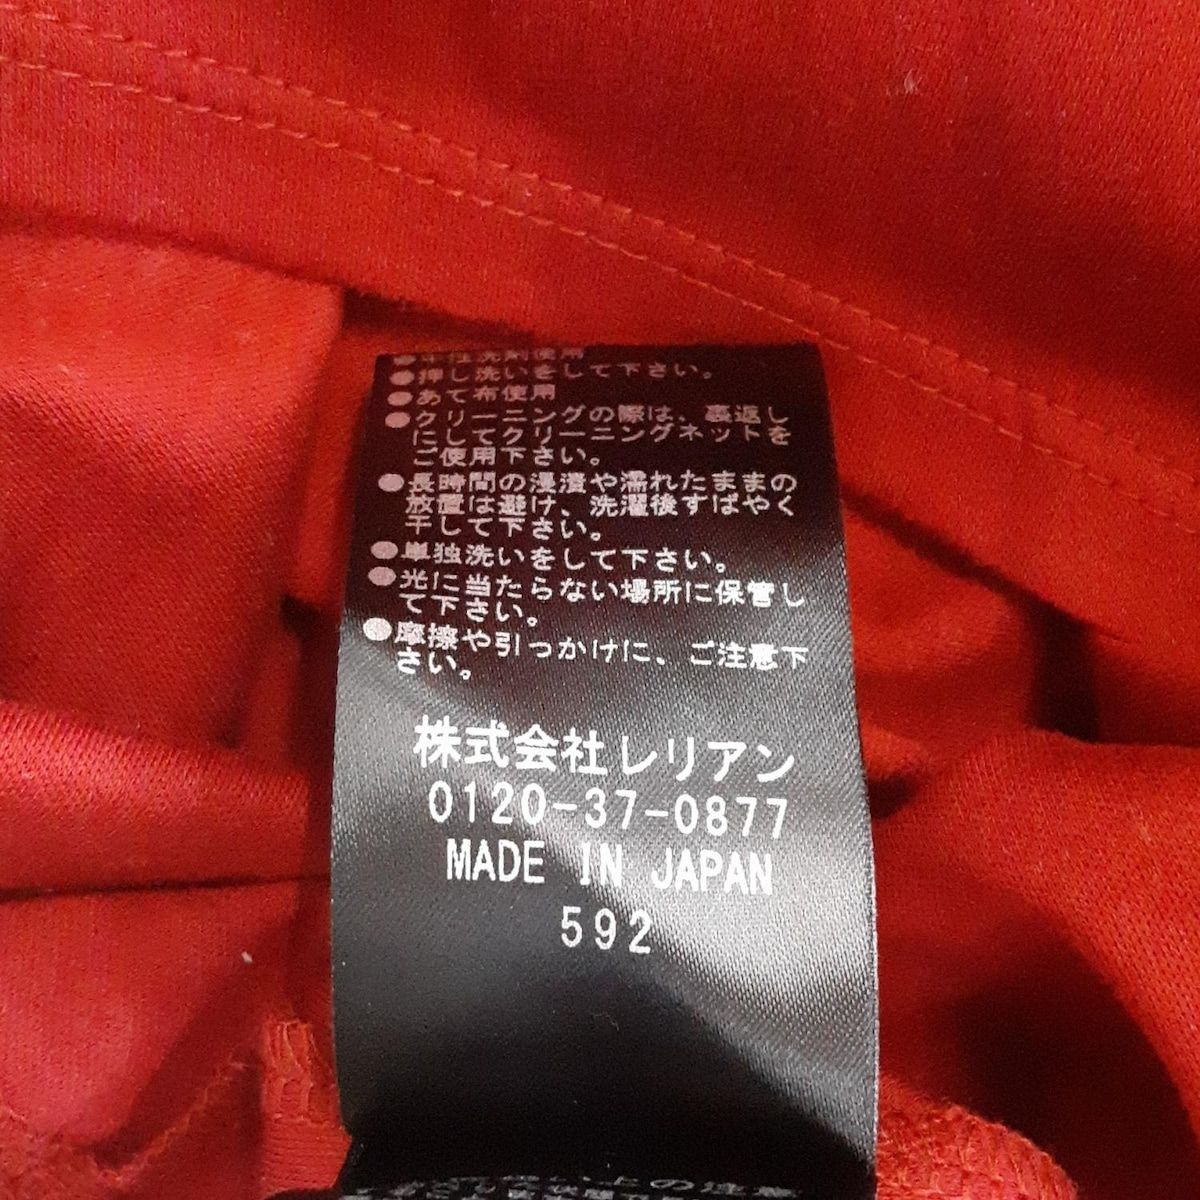 ●中性洗剤使用
●押し洗いをして下さい。
●あて布使用
●クリーニングの際は、裏返し
にしてクリーニングネットを
ご使用下さい。
●長時間の浸漬や濡れたままの
放置は避け、洗濯後すばやく
干して下さい。
●単独洗いをして下さい。
●光に当たらない場所に保管し
て下さい。
●摩擦や引っかけに、ご注意下
さい。
株式会社レリアン
0120-37-0877
MADE IN JAPAN
592